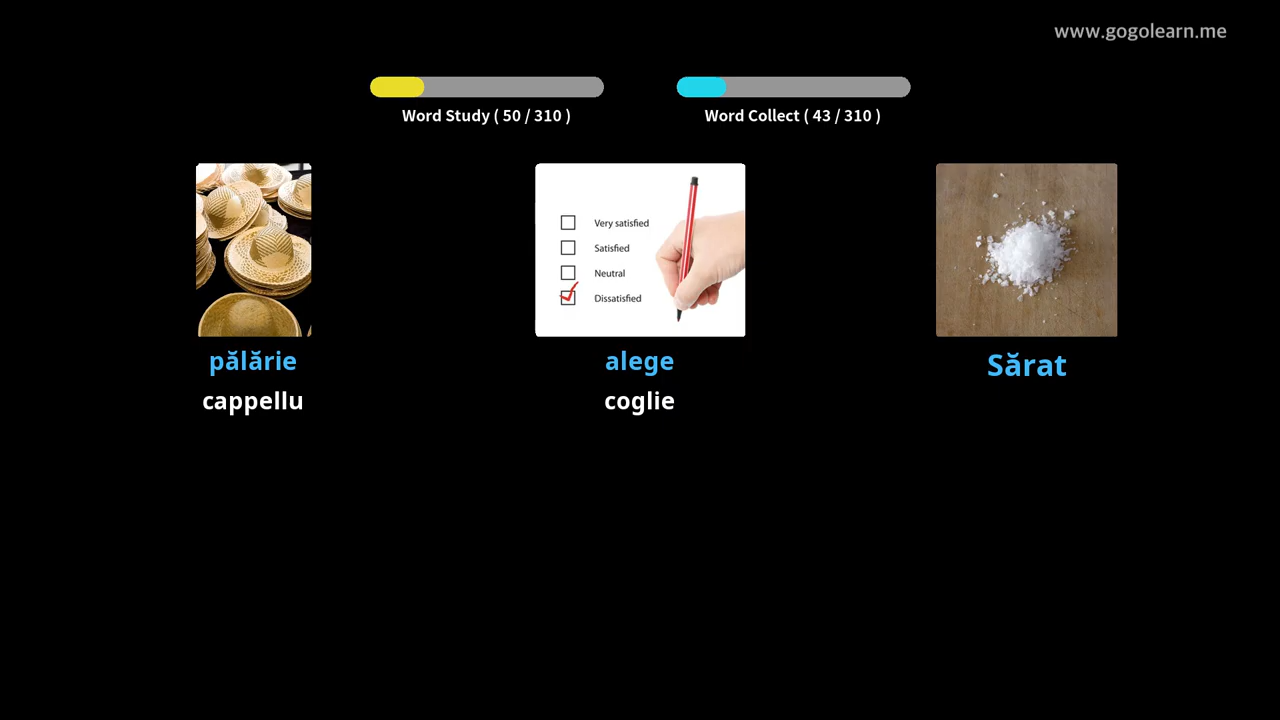 www.gogolearn.me
Word Study ( 50 / 310 )
Word Collect ( 43 / 310 )
Very satisfied
Satisfied
Neutral
Dissatisfied
pălărie
cappellu
alege
coglie
Sărat